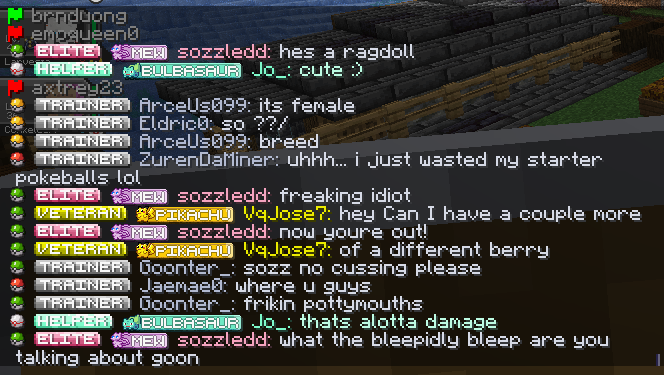 brnduong
emoqueen0
ELITE MEW sozzledd: hes a ragdoll
HELPER BULBASAUR Jo_: cute :)
axtrey23
TRAINER ArceUs099: its female
TRAINER Eldric0: so ??/
TRAINER ArceUs099: breed
TRAINER ZurenDaMiner: uhhh... i just wasted my starter
pokeballs lol
ELITE MEW sozzledd: freaking idiot
VETERAN PIKACHU VqJose7: hey Can I have a couple more
ELITE MEW sozzledd: now youre out!
VETERAN PIKACHU VqJose7: of a different berry
TRAINER Goonter_: sozz no cussing please
TRAINER Jaemae0: where u guys
TRAINER Goonter_: frikin pottymouths
HELPER BULBASAUR Jo_: thats alotta damage
ELITE MEW sozzledd: what the bleepidly bleep are you
talking about goon